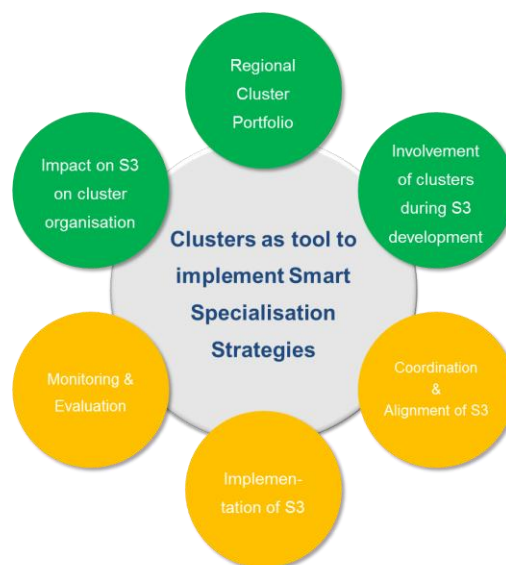 Regional
Cluster
Portfolio
Impact on S3
on cluster
organisation
Involvement
of clusters
during S3
development
Clusters as tool to
implement Smart
Specialisation
Strategies
Monitoring &
Evaluation
Coordination
&
Alignment of S3
Implemen-
tation of S3